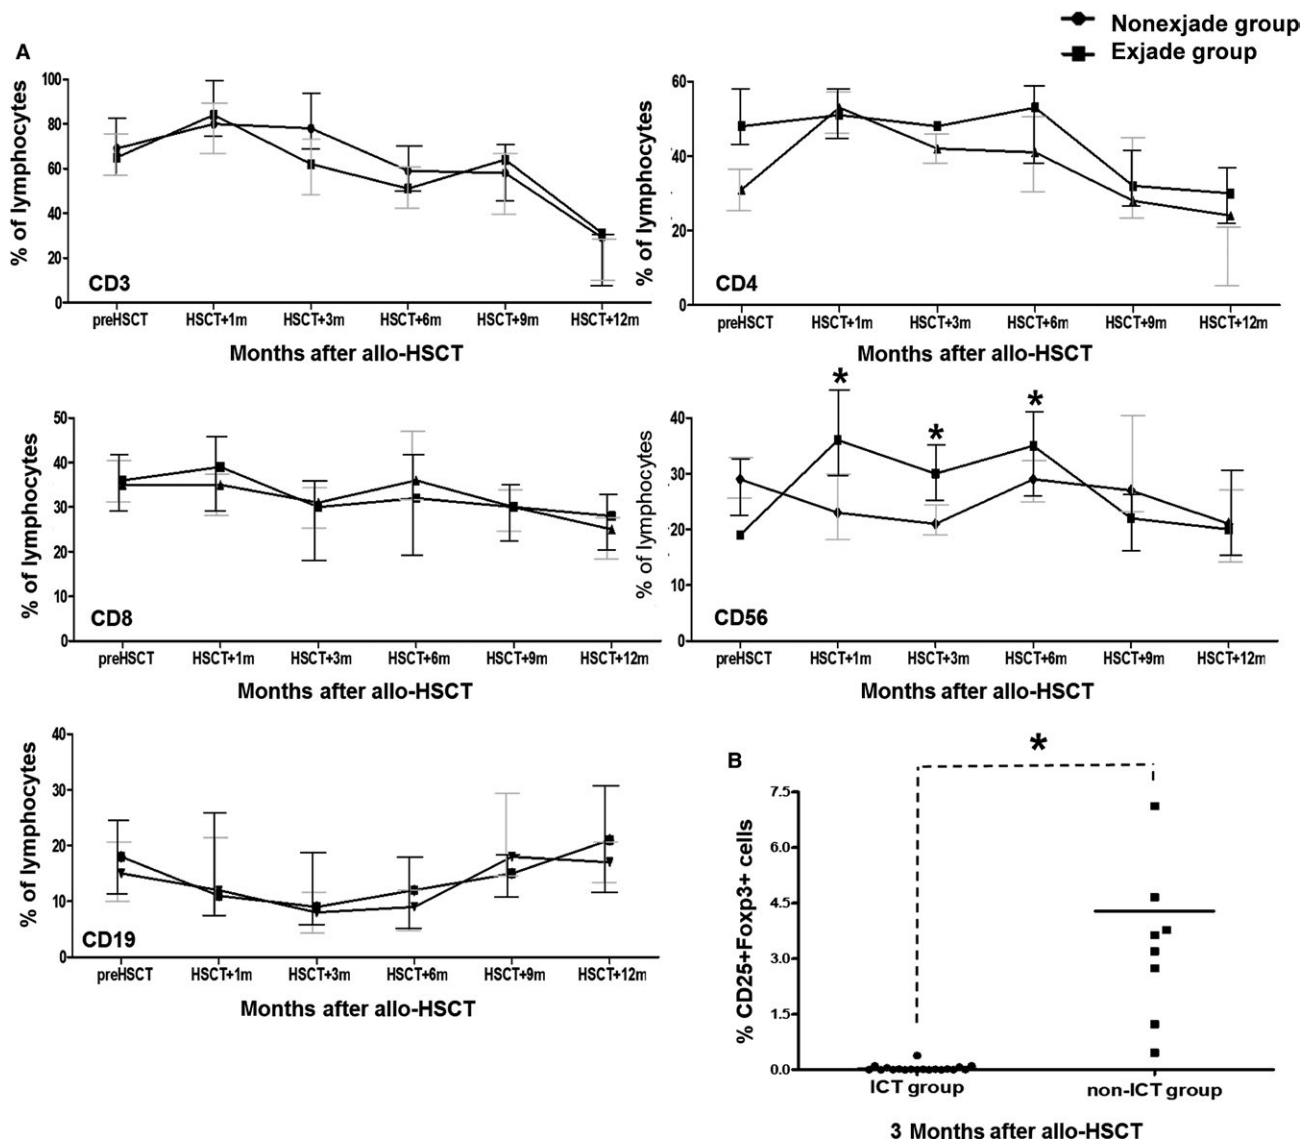 Nonexjade group
Exjade group
A
% of lymphocytes
100
80
60
40
20
0
CD3
preHSCT HSCT+1m HSCT+3m HSCT+6m HSCT+9m HSCT+12m
Months after allo-HSCT
% of lymphocytes
60
40
20
0
CD4
preHSCT HSCT+1m HSCT+3m HSCT+6m HSCT+9m HSCT+12m
Months after allo-HSCT
% of lymphocytes
50
40
30
20
10
0
CD8
preHSCT HSCT+1m HSCT+3m HSCT+6m HSCT+9m HSCT+12m
Months after allo-HSCT
% of lymphocytes
40
30
20
10
0
* * *
CD56
preHSCT HSCT+1m HSCT+3m HSCT+6m HSCT+9m HSCT+12m
Months after allo-HSCT
% of lymphocytes
40
30
20
10
0
CD19
preHSCT HSCT+1m HSCT+3m HSCT+6m HSCT+9m HSCT+12m
Months after allo-HSCT
B
*
% CD25+Foxp3+ cells
7.5
6.0
4.5
3.0
1.5
0.0
ICT group non-ICT group
3 Months after allo-HSCT